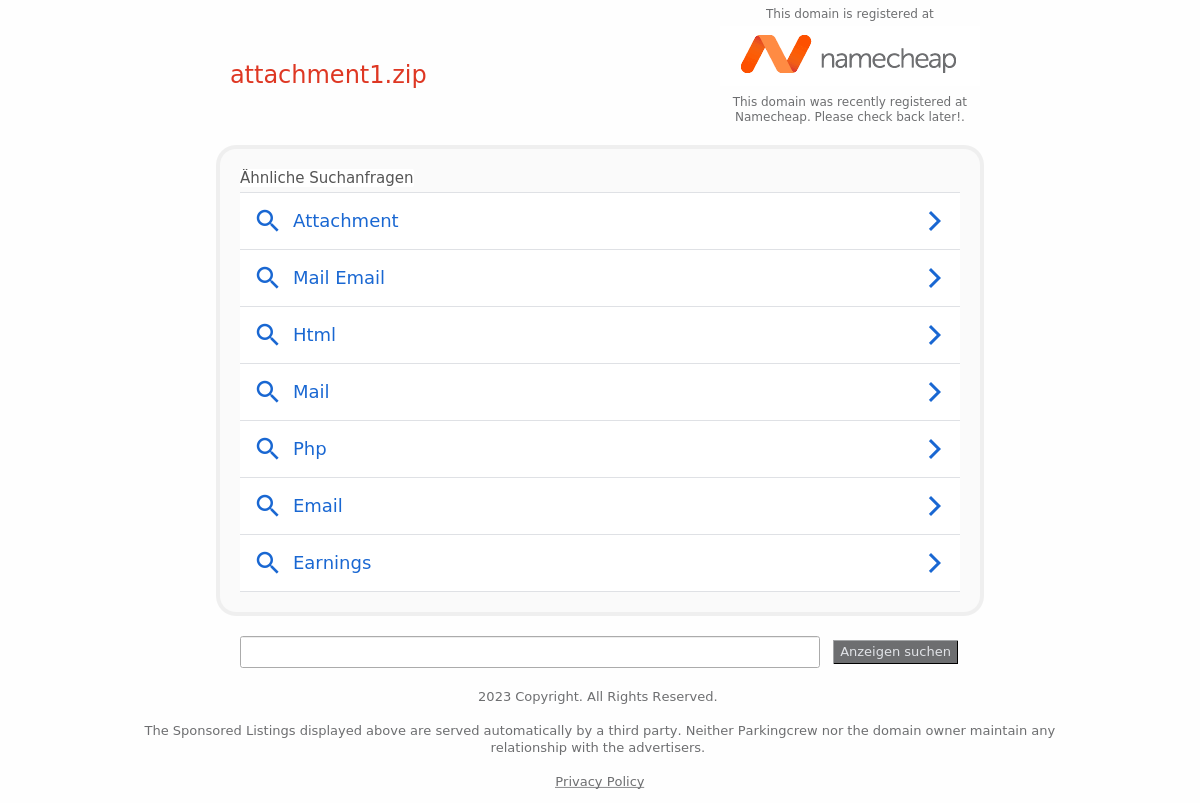 This domain is registered at
namecheap
attachment1.zip
This domain was recently registered at
Namecheap. Please check back later!.
Ähnliche Suchanfragen
Attachment
Mail Email
Html
Mail
Php
Email
Earnings
Anzeigen suchen
2023 Copyright. All Rights Reserved.
The Sponsored Listings displayed above are served automatically by a third party. Neither Parkingcrew nor the domain owner maintain any
relationship with the advertisers.
Privacy Policy